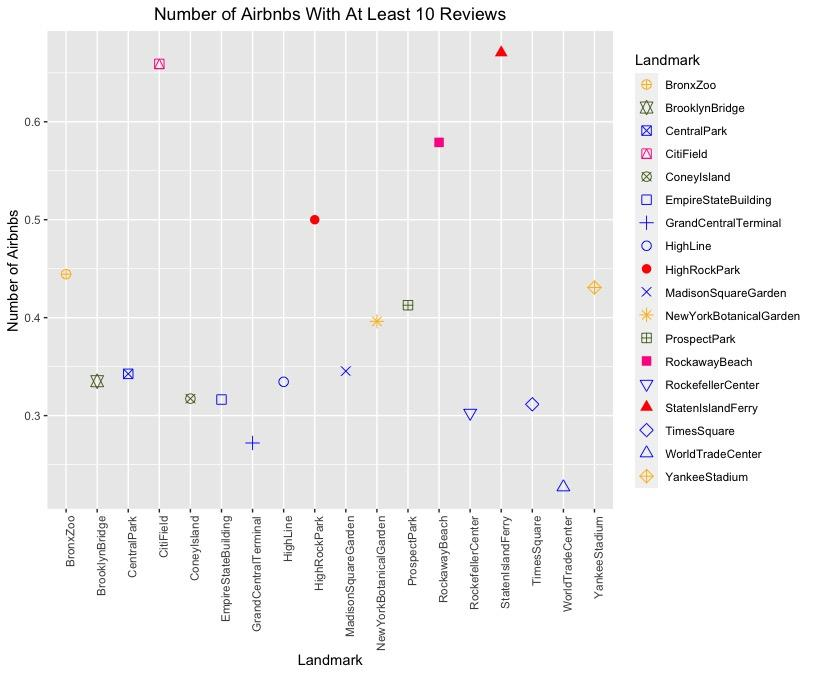 Number of Airbnbs With At Least 10 Reviews
Number of Airbnbs
0.6
0.5
0.4
0.3
BronxZoo
BrooklynBridge
CentralPark
CitiField
ConeyIsland
EmpireStateBuilding
GrandCentralTerminal
HighLine
HighRockPark
MadisonSquareGarden
NewYorkBotanicalGarden
ProspectPark
RockawayBeach
RockefellerCenter
StatenIslandFerry
TimesSquare
WorldTradeCenter
YankeeStadium
Landmark
Landmark
BronxZoo
BrooklynBridge
CentralPark
CitiField
ConeyIsland
EmpireStateBuilding
GrandCentralTerminal
HighLine
HighRockPark
MadisonSquareGarden
NewYorkBotanicalGarden
ProspectPark
RockawayBeach
RockefellerCenter
StatenIslandFerry
TimesSquare
WorldTradeCenter
YankeeStadium